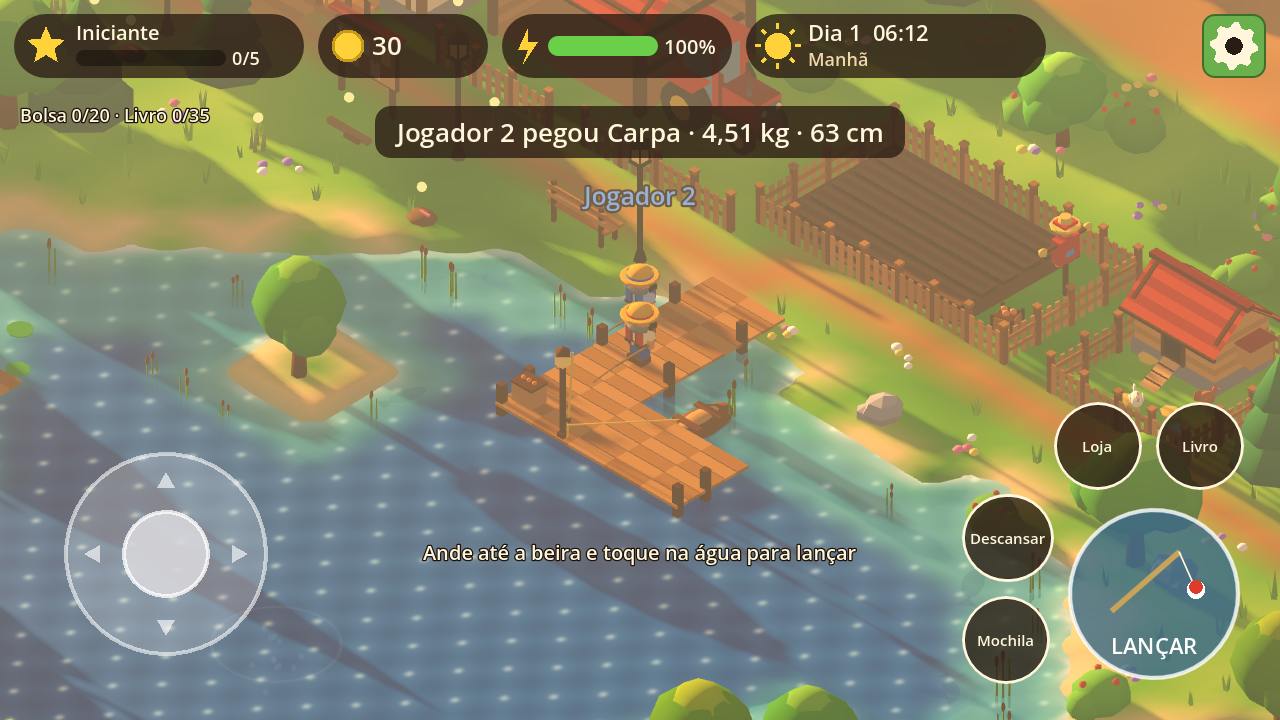 Iniciante
0/5
30
100%
Dia 1 06:12
Manhã
Bolsa 0/20 · Livro 0/35
Jogador 2 pegou Carpa · 4,51 kg · 63 cm
Jogador 2
Loja
Livro
Descansar
Ande até a beira e toque na água para lançar
Mochila
LANÇAR